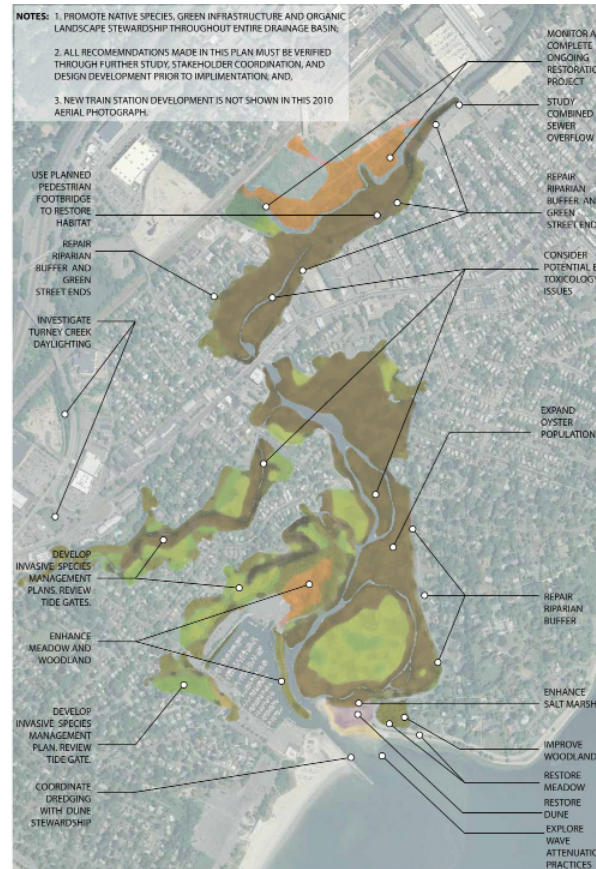 NOTES: 1. PROMOTE NATIVE SPECIES, GREEN INFRASTRUCTURE AND ORGANIC
LANDSCAPE STEWARDSHIP THROUGHOUT ENTIRE DRAINAGE BASIN;
2. ALL RECOMEMNDATIONS MADE IN THIS PLAN MUST BE VERIFIED
THROUGH FURTHER STUDY, STAKEHOLDER COORDINATION, AND
DESIGN DEVELOPMENT PRIOR TO IMPLIMENTATION; AND,
3. NEW TRAIN STATION DEVELOPMENT IS NOT SHOWN IN THIS 2010
AERIAL PHOTOGRAPH.
MONITOR A
COMPLETE
ONGOING
RESTORATIO
PROJECT
STUDY
COMBINED
SEWER
OVERFLOW
USE PLANNED
PEDESTRIAN
FOOTBRIDGE
TO RESTORE
HABITAT
REPAIR
RIPARIAN
BUFFER AN
GREEN
STREET END
REPAIR
RIPARIAN
BUFFER AND
GREEN
STREET ENDS
CONSIDER
POTENTIAL E
TOXICOLOGY
ISSUES
INVESTIGATE
TURNEY CREEK
DAYLIGHTING
EXPAND
OYSTER
POPULATION
DEVELOP
INVASIVE SPECIES
MANAGEMENT
PLANS. REVIEW
TIDE GATES.
REPAIR
RIPARIAN
BUFFER
ENHANCE
MEADOW AND
WOODLAND
ENHANCE
SALT MARSH
DEVELOP
INVASIVE SPECIES
MANAGEMENT
PLAN. REVIEW
TIDE GATE.
IMPROVE
WOODLAN
RESTORE
MEADOW
COORDINATE
DREDGING
WITH DUNE
STEWARDSHIP
RESTORE
DUNE
EXPLORE
WAVE
ATTENUATIO
PRACTICES